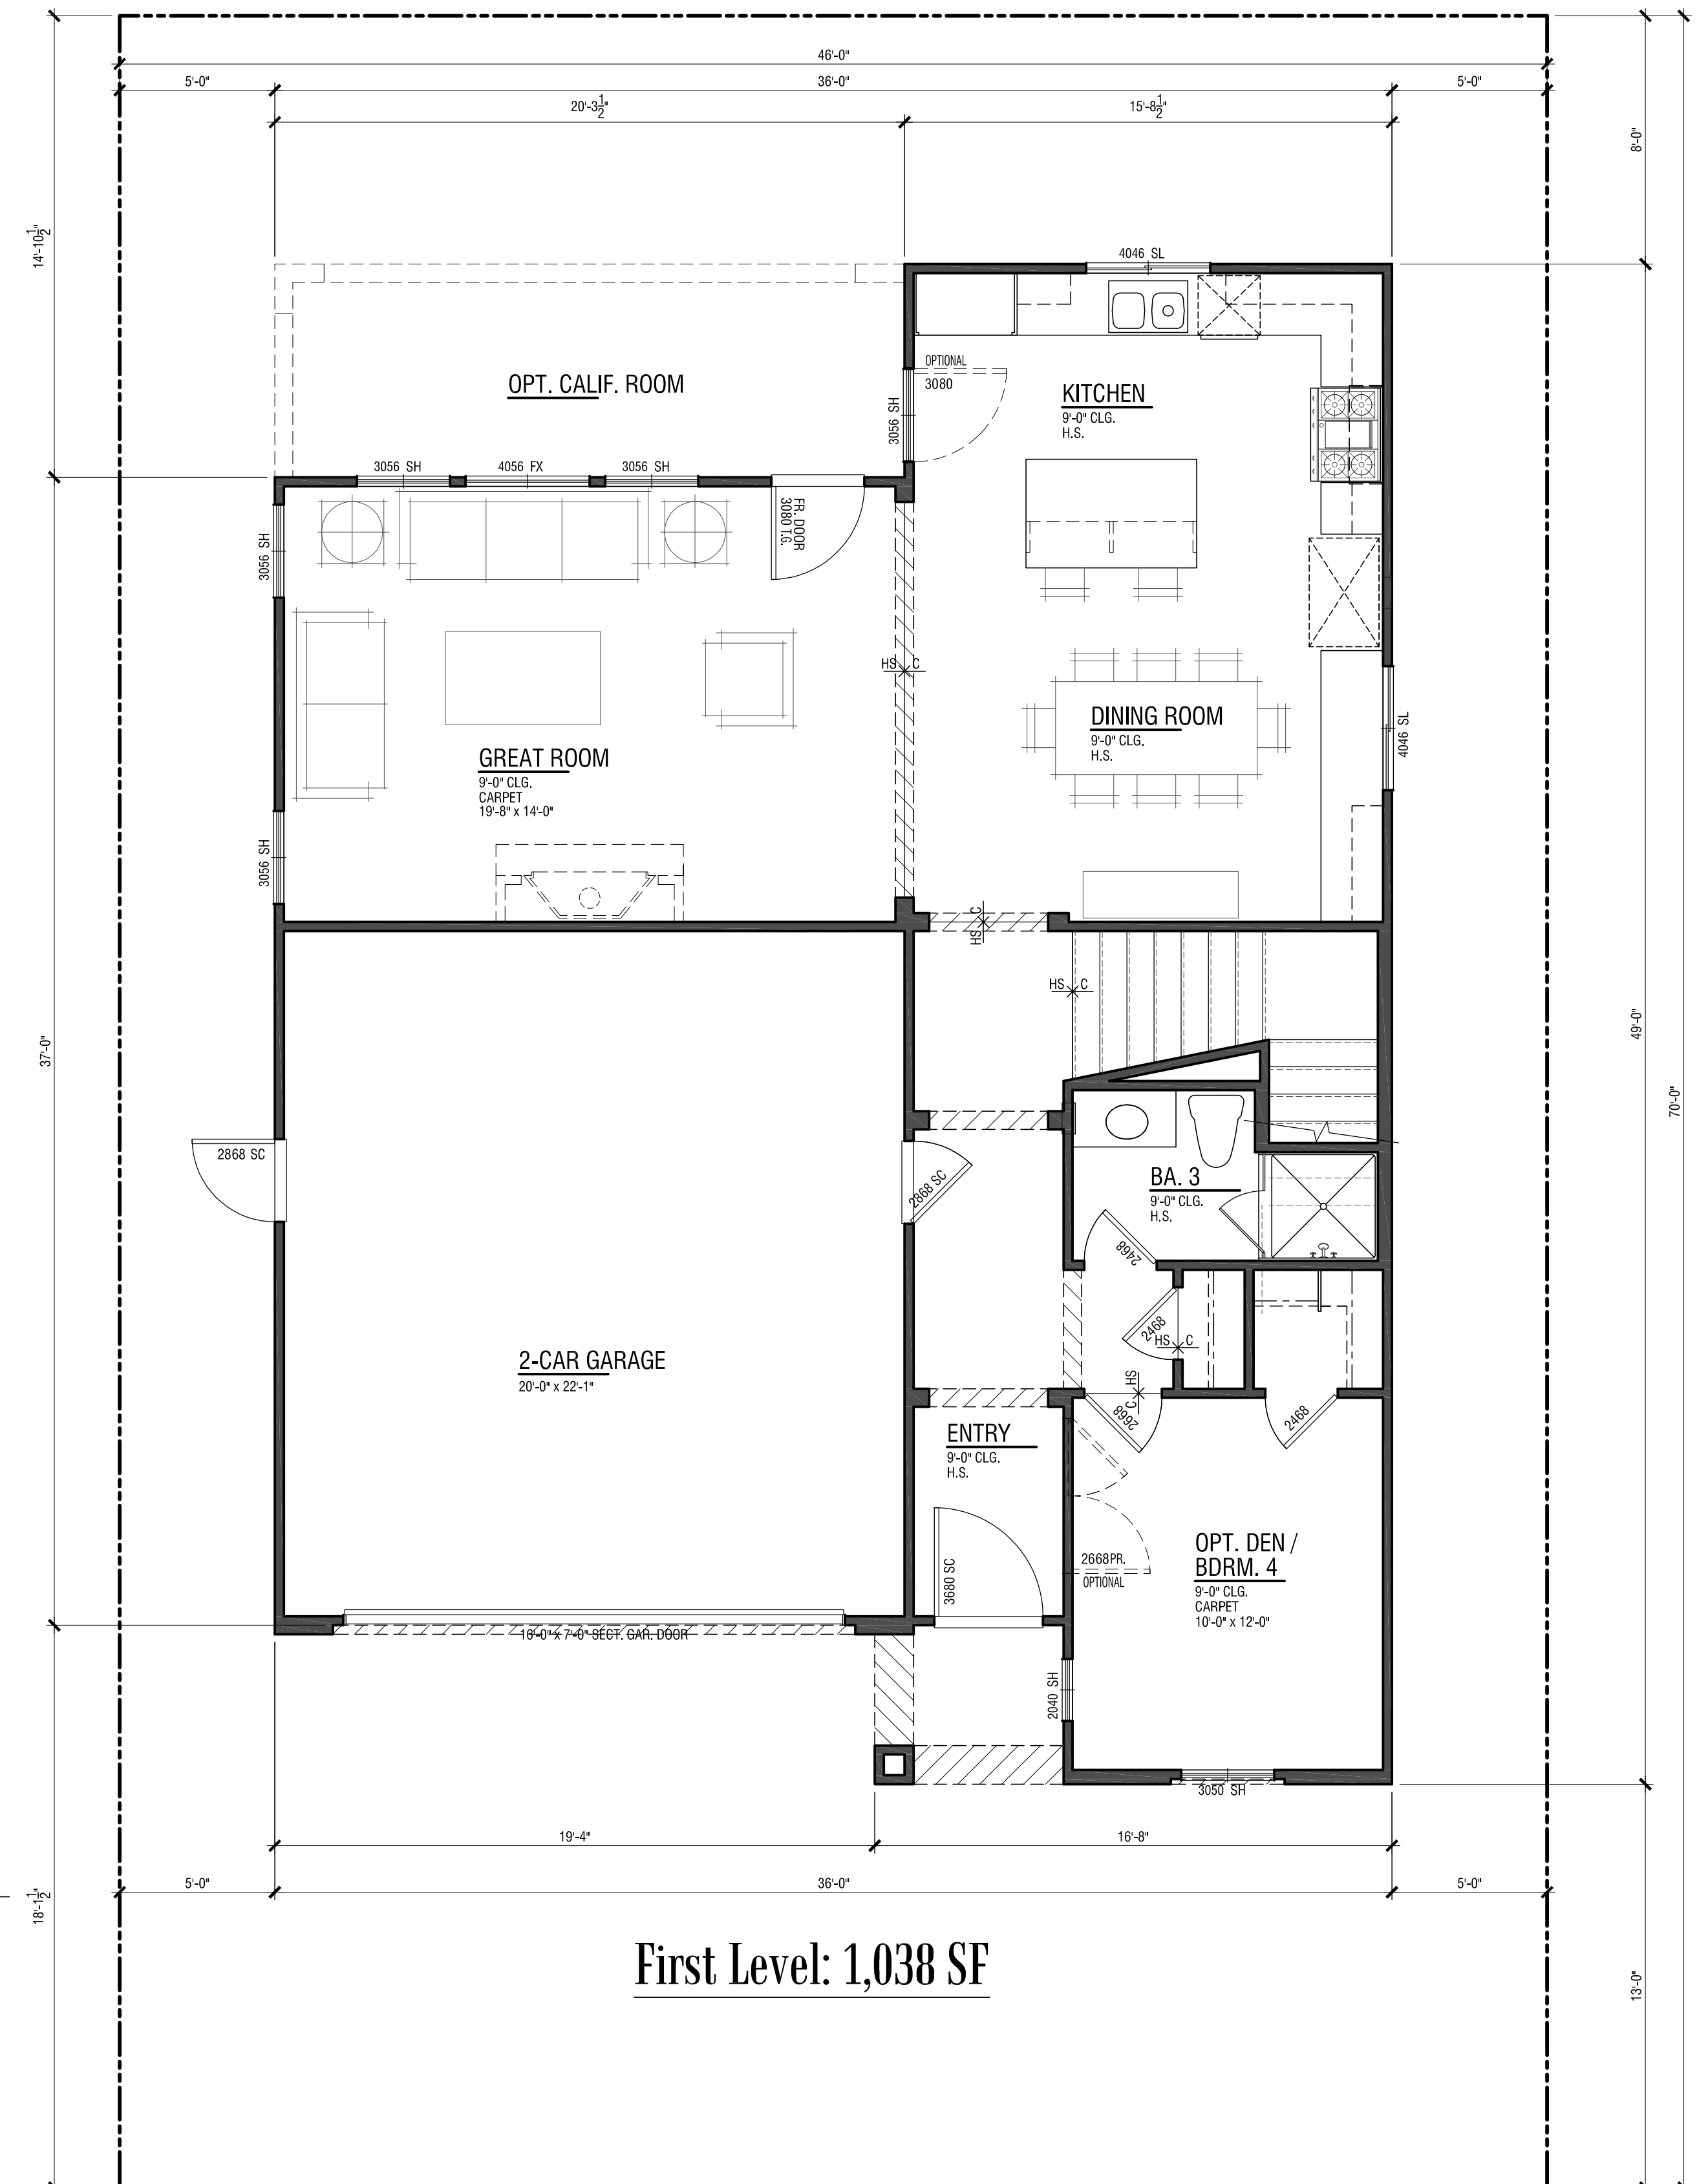 46'-0"
5'-0"
36'-0"
5'-0"
20'-3 1/2"
15'-8 1/2"
8'-0"
14'-10 1/2"
4046 SL
OPT. CALIF. ROOM
OPTIONAL
3080
3056 SH
KITCHEN
9'-0" CLG.
H.S.
3056 SH
4056 FX
3056 SH
FR. DOOR
3080 T.G.
3056 SH
HS
C
DINING ROOM
9'-0" CLG.
H.S.
4046 SL
GREAT ROOM
9'-0" CLG.
CARPET
19'-8" x 14'-0"
3056 SH
HS
C
HS
C
37'-0"
49'-0"
70'-0"
2868 SC
2868 SC
BA. 3
9'-0" CLG.
H.S.
2468
2468
HS
C
C
HS
2668
2468
2-CAR GARAGE
20'-0" x 22'-1"
ENTRY
9'-0" CLG.
H.S.
3680 SC
2668PR.
OPTIONAL
OPT. DEN /
BDRM. 4
9'-0" CLG.
CARPET
10'-0" x 12'-0"
16'-0" x 7'-0" SECT. GAR. DOOR
2040 SH
3050 SH
19'-4"
16'-8"
5'-0"
36'-0"
5'-0"
18'-1 1/2"
13'-0"
First Level: 1,038 SF